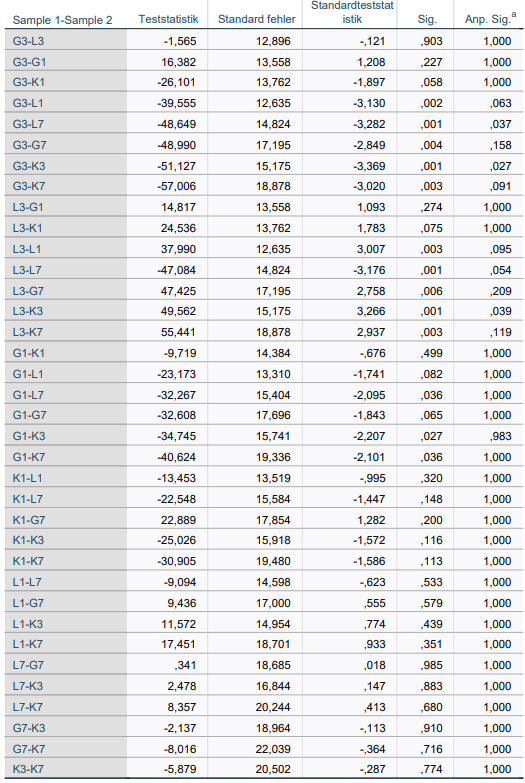 Sample 1-Sample 2 Teststatistik Standard fehler Standardteststat istik Sig. Anp. Sig.a
G3-L3 -1,565 12,896 -,121 ,903 1,000
G3-G1 16,382 13,558 1,208 ,227 1,000
G3-K1 -26,101 13,762 -1,897 ,058 1,000
G3-L1 -39,555 12,635 -3,130 ,002 ,063
G3-L7 -48,649 14,824 -3,282 ,001 ,037
G3-G7 -48,990 17,195 -2,849 ,004 ,158
G3-K3 -51,127 15,175 -3,369 ,001 ,027
G3-K7 -57,006 18,878 -3,020 ,003 ,091
L3-G1 14,817 13,558 1,093 ,274 1,000
L3-K1 24,536 13,762 1,783 ,075 1,000
L3-L1 37,990 12,635 3,007 ,003 ,095
L3-L7 -47,084 14,824 -3,176 ,001 ,054
L3-G7 47,425 17,195 2,758 ,006 ,209
L3-K3 49,562 15,175 3,266 ,001 ,039
L3-K7 55,441 18,878 2,937 ,003 ,119
G1-K1 -9,719 14,384 -,676 ,499 1,000
G1-L1 -23,173 13,310 -1,741 ,082 1,000
G1-L7 -32,267 15,404 -2,095 ,036 1,000
G1-G7 -32,608 17,696 -1,843 ,065 1,000
G1-K3 -34,745 15,741 -2,207 ,027 ,983
G1-K7 -40,624 19,336 -2,101 ,036 1,000
K1-L1 -13,453 13,519 -,995 ,320 1,000
K1-L7 -22,548 15,584 -1,447 ,148 1,000
K1-G7 22,889 17,854 1,282 ,200 1,000
K1-K3 -25,026 15,918 -1,572 ,116 1,000
K1-K7 -30,905 19,480 -1,586 ,113 1,000
L1-L7 -9,094 14,598 -,623 ,533 1,000
L1-G7 9,436 17,000 ,555 ,579 1,000
L1-K3 11,572 14,954 ,774 ,439 1,000
L1-K7 17,451 18,701 ,933 ,351 1,000
L7-G7 ,341 18,685 ,018 ,985 1,000
L7-K3 2,478 16,844 ,147 ,883 1,000
L7-K7 8,357 20,244 ,413 ,680 1,000
G7-K3 -2,137 18,964 -,113 ,910 1,000
G7-K7 -8,016 22,039 -,364 ,716 1,000
K3-K7 -5,879 20,502 -,287 ,774 1,000